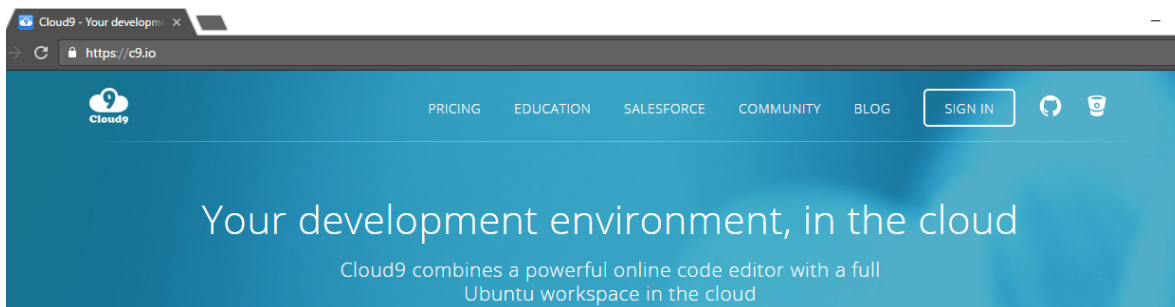 Cloud9 - Your developm
https://c9.io
9
Cloud9
PRICING EDUCATION SALESFORCE COMMUNITY BLOG SIGN IN
Your development environment, in the cloud
Cloud9 combines a powerful online code editor with a full
Ubuntu workspace in the cloud